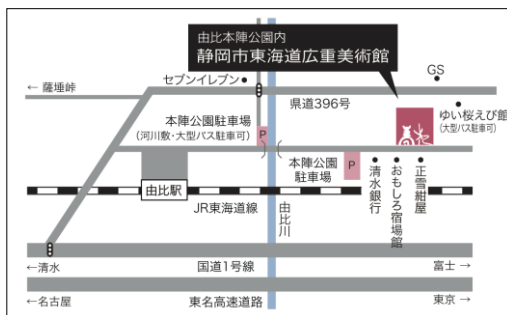 由比本陣公園内
静岡市東海道広重美術館
← 薩埵峠
セブンイレブン
GS
県道396号
本陣公園駐車場
(河川敷・大型バス駐車可)
P
ゆい桜えび館
(大型バス駐車可)
本陣公園
駐車場
P
清水銀行
おもしろ宿場館
正雪紺屋
由比駅
JR東海道線
由比川
←清水
国道1号線
富士→
←名古屋
東名高速道路
東京→